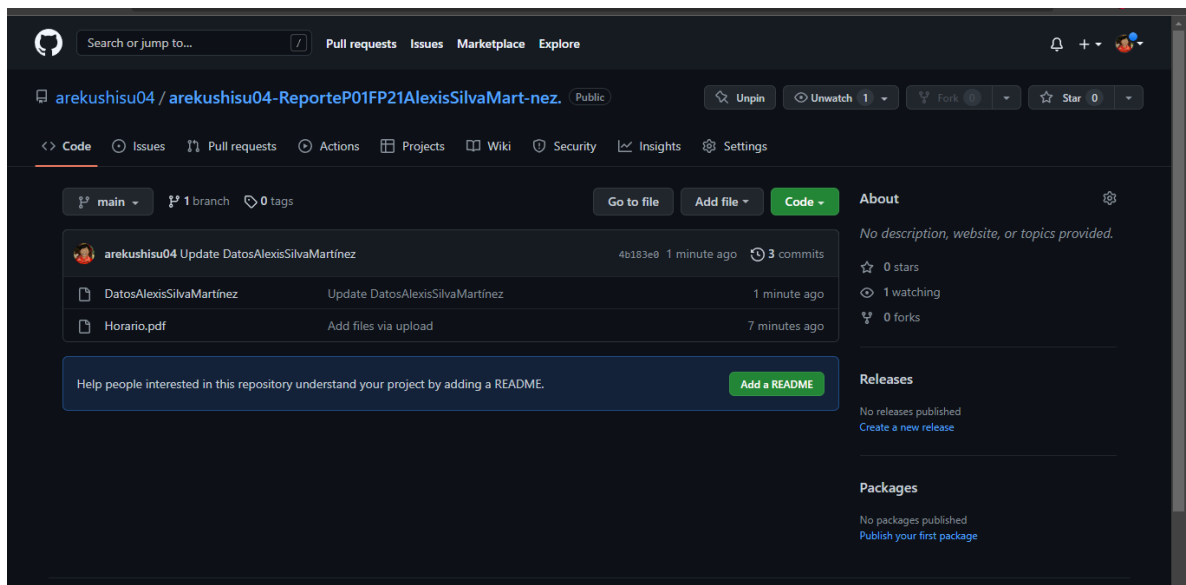 Search or jump to... / Pull requests Issues Marketplace Explore
arekushisu04 / arekushisu04-ReporteP01FP21AlexisSilvaMart-nez. Public Unpin Unwatch 1 Fork 0 Star 0
<> Code Issues Pull requests Actions Projects Wiki Security Insights Settings
main 1 branch 0 tags Go to file Add file Code
arekushisu04 Update DatosAlexisSilvaMartínez 4b183e0 1 minute ago 3 commits
DatosAlexisSilvaMartínez Update DatosAlexisSilvaMartínez 1 minute ago
Horario.pdf Add files via upload 7 minutes ago
Help people interested in this repository understand your project by adding a README. Add a README
About
No description, website, or topics provided.
0 stars
1 watching
0 forks
Releases
No releases published
Create a new release
Packages
No packages published
Publish your first package